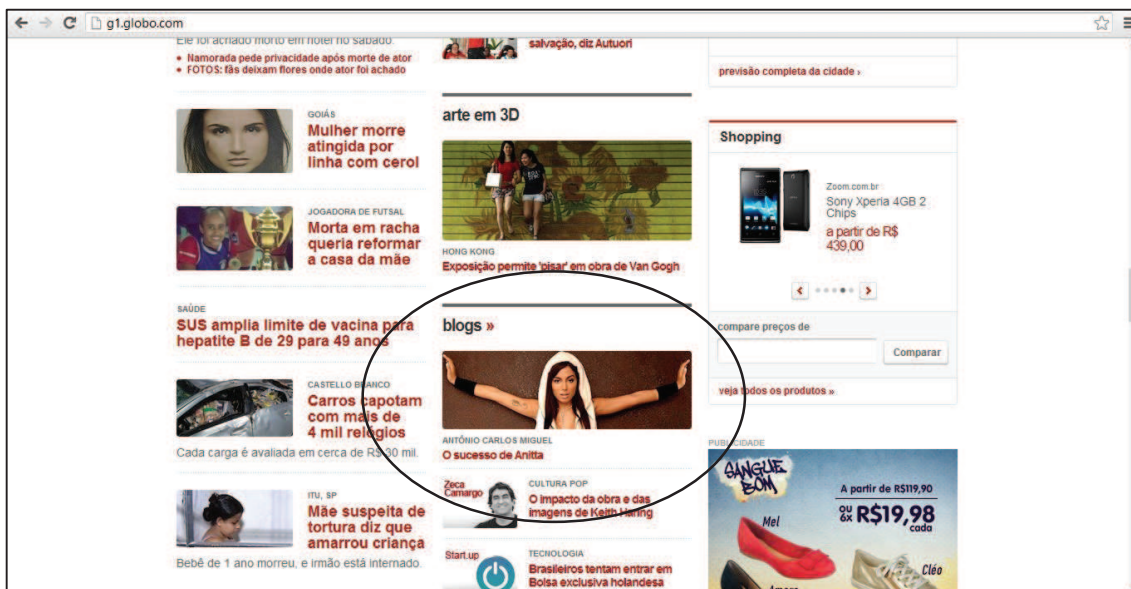 g1.globo.com
Ele foi achado morto em hotel no sábado.
• Namorada pede privacidade após morte de ator
• FOTOS: fãs deixam flores onde ator foi achado
GOIÁS
Mulher morre
atingida por
linha com cerol
JOGADORA DE FUTSAL
Morta em racha
queria reformar
a casa da mãe
SAÚDE
SUS amplia limite de vacina para
hepatite B de 29 para 49 anos
CASTELLO BRANCO
Carros capotam
com mais de
4 mil relógios
Cada carga é avaliada em cerca de R$ 30 mil.
ITU, SP
Mãe suspeita de
tortura diz que
amarrou criança
Bebê de 1 ano morreu, e irmão está internado.
salvação, diz Autuori
arte em 3D
HONG KONG
Exposição permite 'pisar' em obra de Van Gogh
blogs »
ANTÔNIO CARLOS MIGUEL
O sucesso de Anitta
Zeca
Camargo
CULTURA POP
O impacto da obra e das
imagens de Keith Haring
Start.up
TECNOLOGIA
Brasileiros tentam entrar em
Bolsa exclusiva holandesa
previsão completa da cidade ›
Shopping
Zoom.com.br
Sony Xperia 4GB 2
Chips
a partir de R$
439,00
compare preços de
Comparar
veja todos os produtos »
PUBLICIDADE
SANGUE
BOM
A partir de R$119,90
OU
6X R$19,98
cada
Mel
Cléo